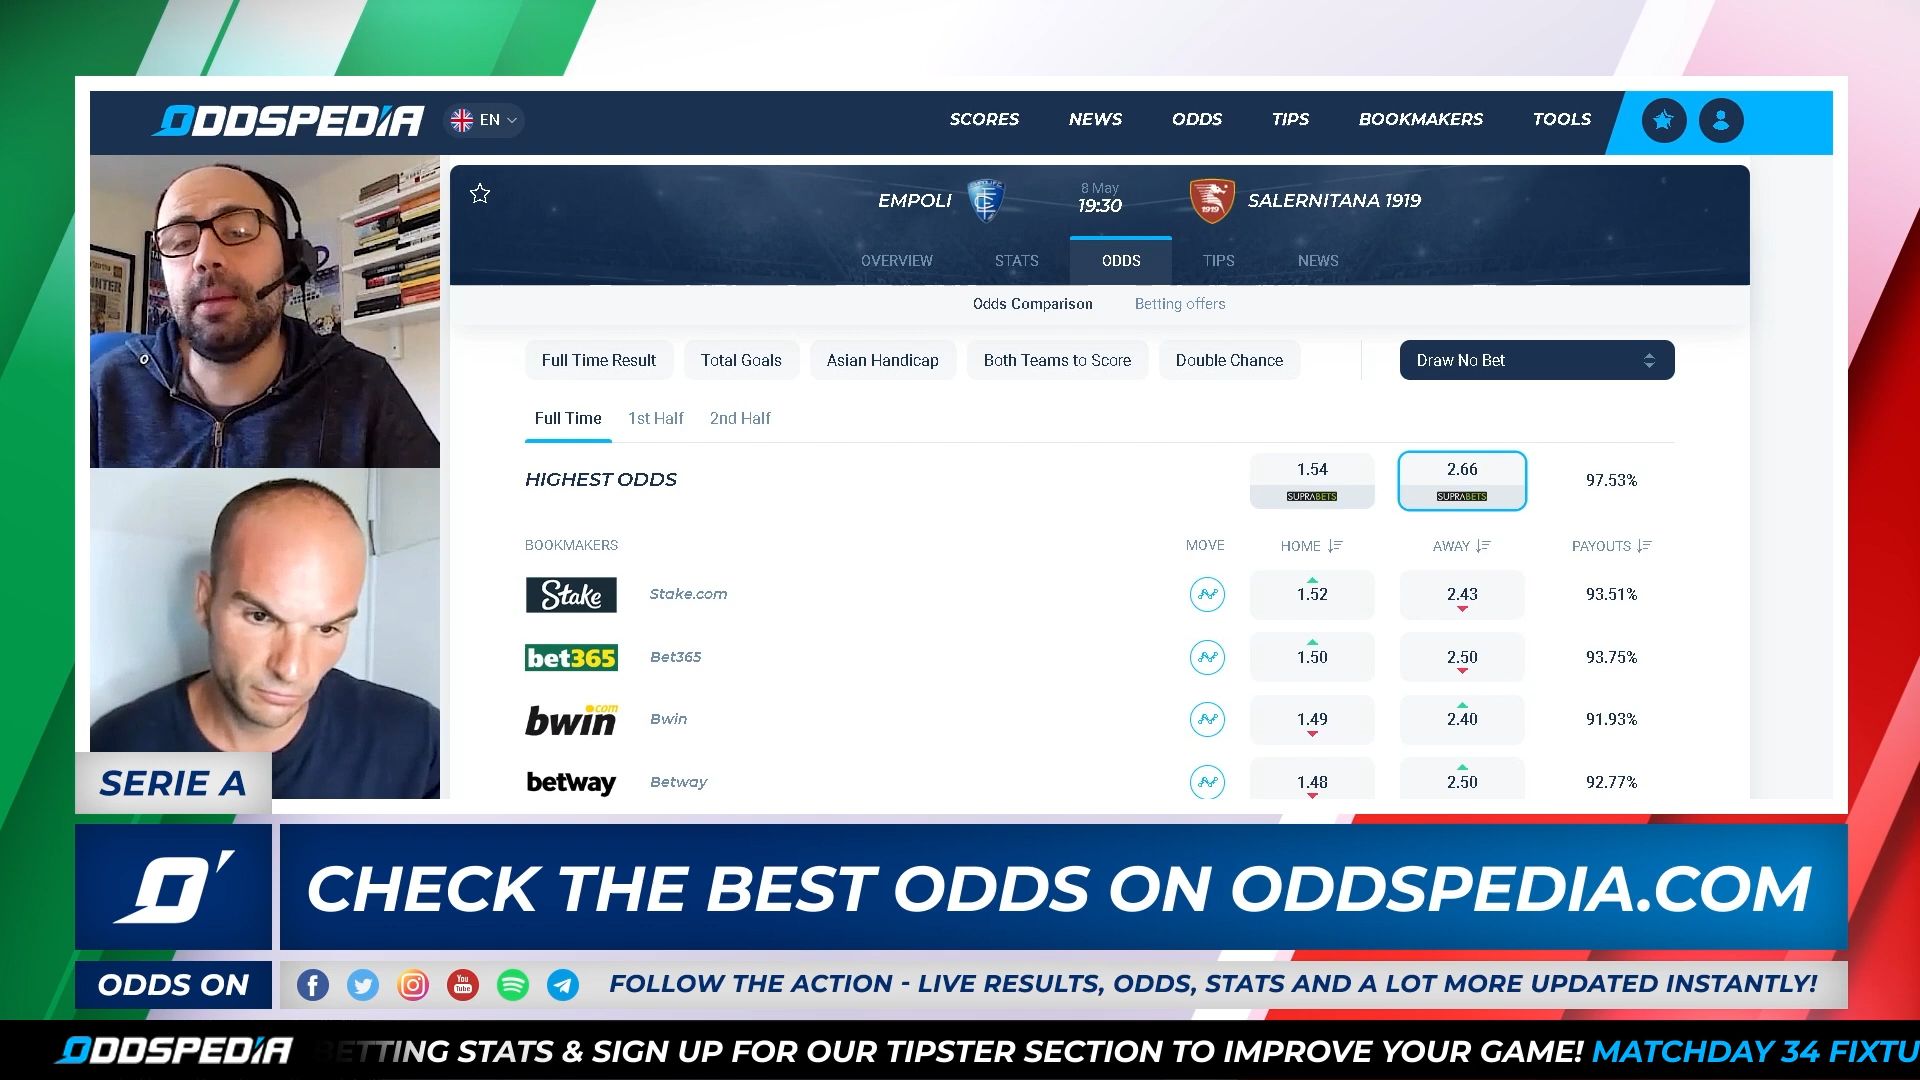 ODDSPEDIA
EN
SCORES NEWS ODDS TIPS BOOKMAKERS TOOLS
EMPOLI
8 May
19:30
SALERNITANA 1919
1919
OVERVIEW STATS ODDS TIPS NEWS
Odds Comparison Betting offers
Full Time Result Total Goals Asian Handicap Both Teams to Score Double Chance Draw No Bet
Full Time 1st Half 2nd Half
HIGHEST ODDS 1.54 2.66 97.53%
SUPRABETS SUPRABETS
BOOKMAKERS MOVE HOME AWAY PAYOUTS
Stake Stake.com 1.52 2.43 93.51%
bet365 Bet365 1.50 2.50 93.75%
bwin.com Bwin 1.49 2.40 91.93%
betway Betway 1.48 2.50 92.77%
SERIE A
O' CHECK THE BEST ODDS ON ODDSPEDIA.COM
ODDS ON
You Tube
FOLLOW THE ACTION - LIVE RESULTS, ODDS, STATS AND A LOT MORE UPDATED INSTANTLY!
ODDSPEDIA BETTING STATS & SIGN UP FOR OUR TIPSTER SECTION TO IMPROVE YOUR GAME! MATCHDAY 34 FIXTU